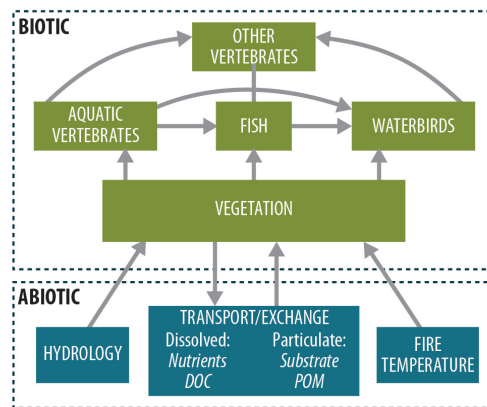 BIOTIC
OTHER
VERTEBRATES
AQUATIC
VERTEBRATES
FISH
WATERBIRDS
VEGETATION
ABIOTIC
TRANSPORT/EXCHANGE
Dissolved:
Nutrients
DOC
Particulate:
Substrate
POM
HYDROLOGY
FIRE
TEMPERATURE